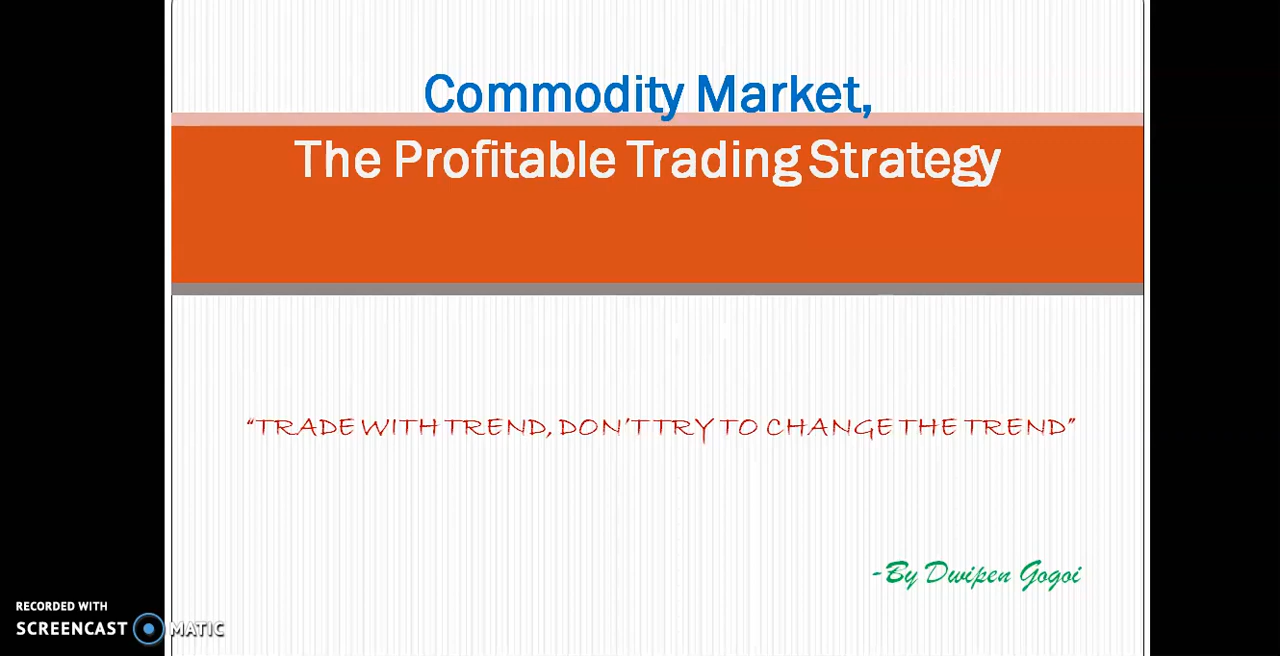 Commodity Market,
The Profitable Trading Strategy
“TRADE WITH TREND, DON’T TRY TO CHANGE THE TREND”
-By Dwipen Gogoi
RECORDED WITH
SCREENCAST MATIC